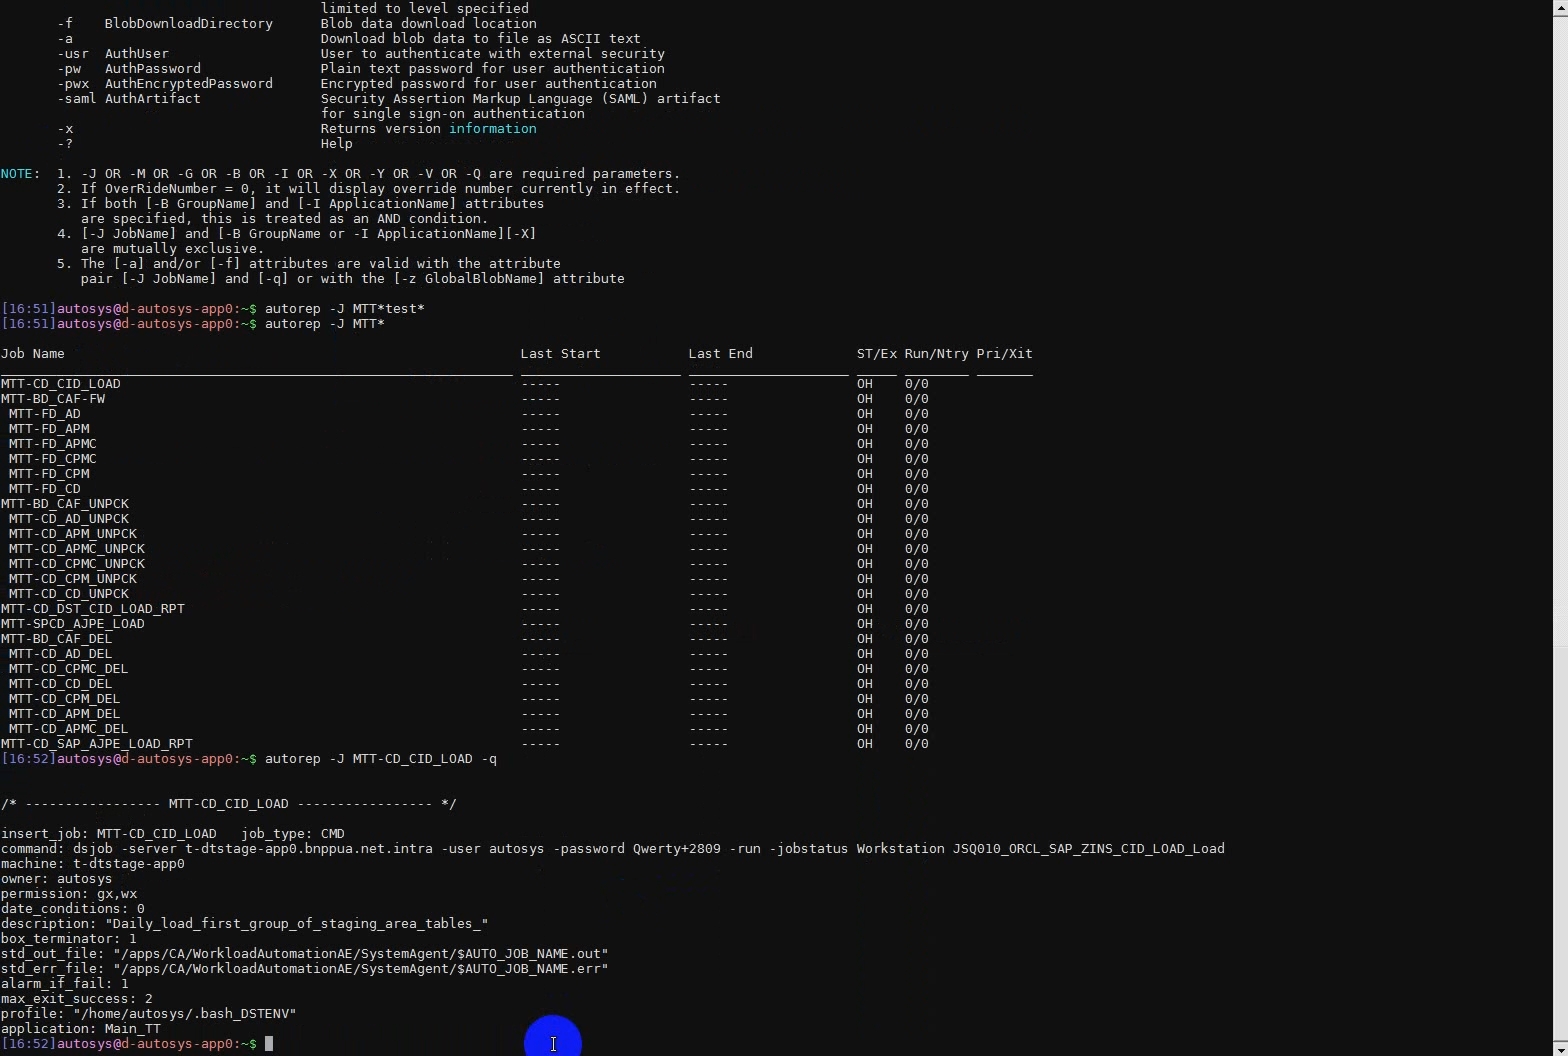 limited to level specified
-f    BlobDownloadDirectory      Blob data download location
-a                               Download blob data to file as ASCII text
-usr  AuthUser                   User to authenticate with external security
-pw   AuthPassword               Plain text password for user authentication
-pwx  AuthEncryptedPassword      Encrypted password for user authentication
-saml AuthArtifact               Security Assertion Markup Language (SAML) artifact
for single sign-on authentication
-x                               Returns version information
-?                               Help
NOTE:  1. -J OR -M OR -G OR -B OR -I OR -X OR -Y OR -V OR -Q are required parameters.
2. If OverRideNumber = 0, it will display override number currently in effect.
3. If both [-B GroupName] and [-I ApplicationName] attributes
are specified, this is treated as an AND condition.
4. [-J JobName] and [-B GroupName or -I ApplicationName][-X]
are mutually exclusive.
5. The [-a] and/or [-f] attributes are valid with the attribute
pair [-J JobName] and [-q] or with the [-z GlobalBlobName] attribute
[16:51]autosys@d-autosys-app0:~$ autorep -J MTT*test*
[16:51]autosys@d-autosys-app0:~$ autorep -J MTT*
Job Name Last Start Last End ST/Ex Run/Ntry Pri/Xit
MTT-CD_CID_LOAD ----- ----- OH 0/0
MTT-BD_CAF-FW ----- ----- OH 0/0
MTT-FD_AD ----- ----- OH 0/0
MTT-FD_APM ----- ----- OH 0/0
MTT-FD_APMC ----- ----- OH 0/0
MTT-FD_CPMC ----- ----- OH 0/0
MTT-FD_CPM ----- ----- OH 0/0
MTT-FD_CD ----- ----- OH 0/0
MTT-BD_CAF_UNPCK ----- ----- OH 0/0
MTT-CD_AD_UNPCK ----- ----- OH 0/0
MTT-CD_APM_UNPCK ----- ----- OH 0/0
MTT-CD_APMC_UNPCK ----- ----- OH 0/0
MTT-CD_CPMC_UNPCK ----- ----- OH 0/0
MTT-CD_CPM_UNPCK ----- ----- OH 0/0
MTT-CD_CD_UNPCK ----- ----- OH 0/0
MTT-CD_DST_CID_LOAD_RPT ----- ----- OH 0/0
MTT-SPCD_AJPE_LOAD ----- ----- OH 0/0
MTT-BD_CAF_DEL ----- ----- OH 0/0
MTT-CD_AD_DEL ----- ----- OH 0/0
MTT-CD_CPMC_DEL ----- ----- OH 0/0
MTT-CD_CD_DEL ----- ----- OH 0/0
MTT-CD_CPM_DEL ----- ----- OH 0/0
MTT-CD_APM_DEL ----- ----- OH 0/0
MTT-CD_APMC_DEL ----- ----- OH 0/0
MTT-CD_SAP_AJPE_LOAD_RPT ----- ----- OH 0/0
[16:52]autosys@d-autosys-app0:~$ autorep -J MTT-CD_CID_LOAD -q
/* ----------------- MTT-CD_CID_LOAD ----------------- */
insert_job: MTT-CD_CID_LOAD   job_type: CMD
command: dsjob -server t-dtstage-app0.bnppua.net.intra -user autosys -password Qwerty+2809 -run -jobstatus Workstation JSQ010_ORCL_SAP_ZINS_CID_LOAD_Load
machine: t-dtstage-app0
owner: autosys
permission: gx,wx
date_conditions: 0
description: "Daily_load_first_group_of_staging_area_tables_"
box_terminator: 1
std_out_file: "/apps/CA/WorkloadAutomationAE/SystemAgent/$AUTO_JOB_NAME.out"
std_err_file: "/apps/CA/WorkloadAutomationAE/SystemAgent/$AUTO_JOB_NAME.err"
alarm_if_fail: 1
max_exit_success: 2
profile: "/home/autosys/.bash_DSTENV"
application: Main_TT
[16:52]autosys@d-autosys-app0:~$